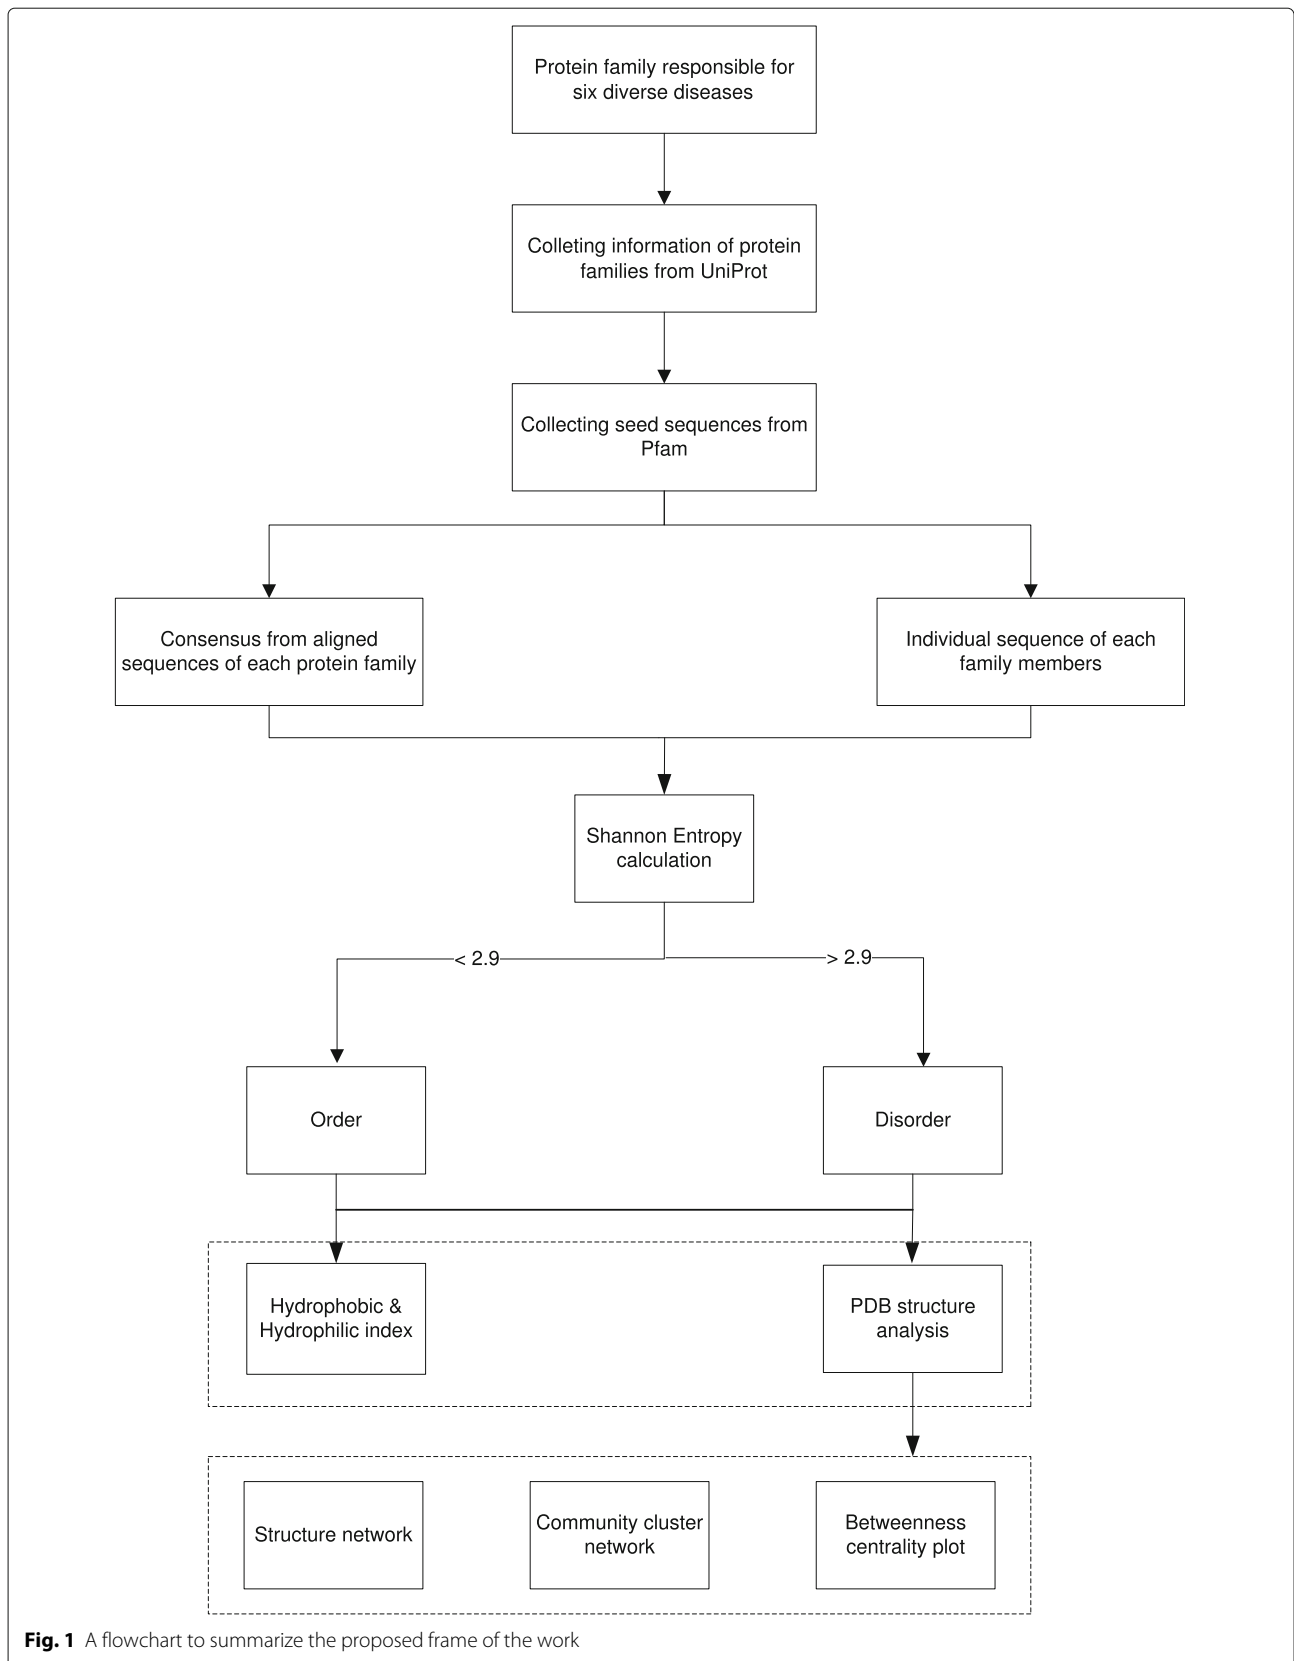 Protein family responsible for
six diverse diseases
Colleting information of protein
families from UniProt
Collecting seed sequences from
Pfam
Consensus from aligned
sequences of each protein family
Individual sequence of each
family members
Shannon Entropy
calculation
< 2.9
> 2.9
Order
Disorder
Hydrophobic &
Hydrophilic index
PDB structure
analysis
Structure network
Community cluster
network
Betweenness
centrality plot
Fig. 1 A flowchart to summarize the proposed frame of the work